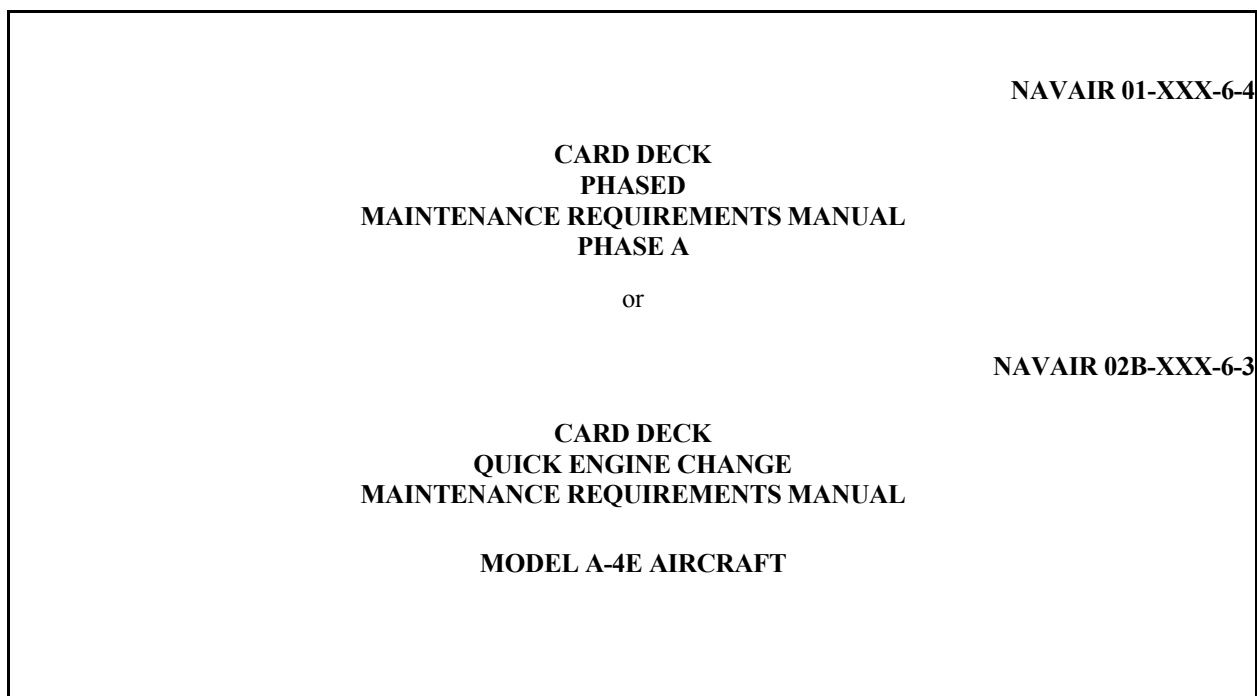 NAVAIR 01-XXX-6-4
CARD DECK
PHASED
MAINTENANCE REQUIREMENTS MANUAL
PHASE A
or
NAVAIR 02B-XXX-6-3
CARD DECK
QUICK ENGINE CHANGE
MAINTENANCE REQUIREMENTS MANUAL
MODEL A-4E AIRCRAFT